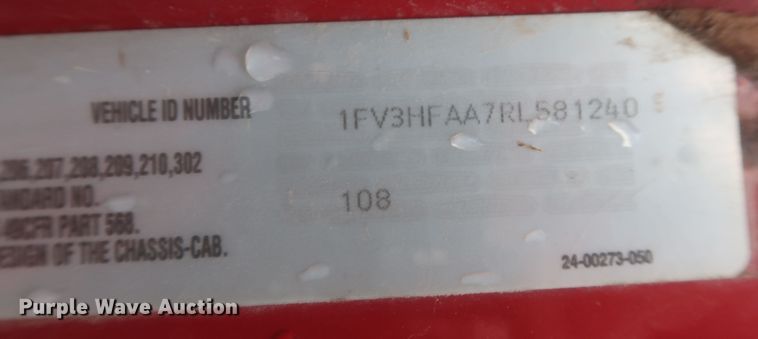 VEHICLE ID NUMBER 1FV3HFAA7RL581240
,206,207,208,209,210,302
STANDARD NO. 108
49CFR PART 568.
DESIGN OF THE CHASSIS-CAB.
24-00273-050
Purple Wave Auction